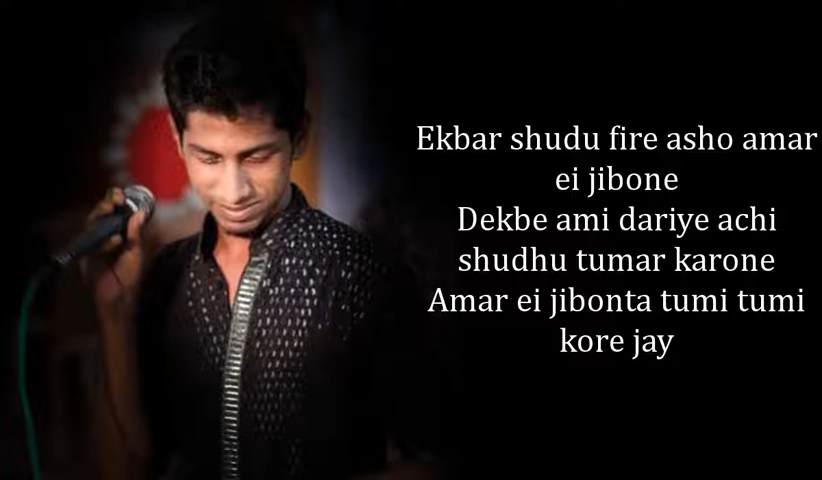 Ekbar shudu fire asho amar
ei jibone
Dekbe ami dariye achi
shudhu tumar karone
Amar ei jibonta tumi tumi
kore jay